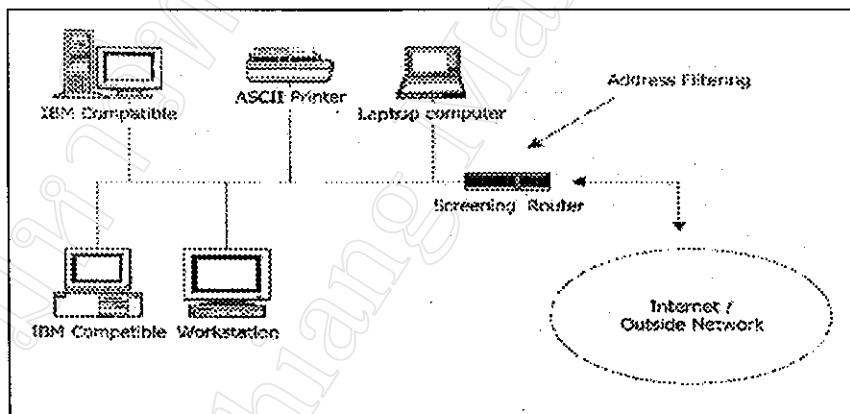 IBM Compatible
ASCII Printer
Laptop computer
Address Filtering
Screening Router
IBM Compatible
Workstation
Internet /
Outside Network